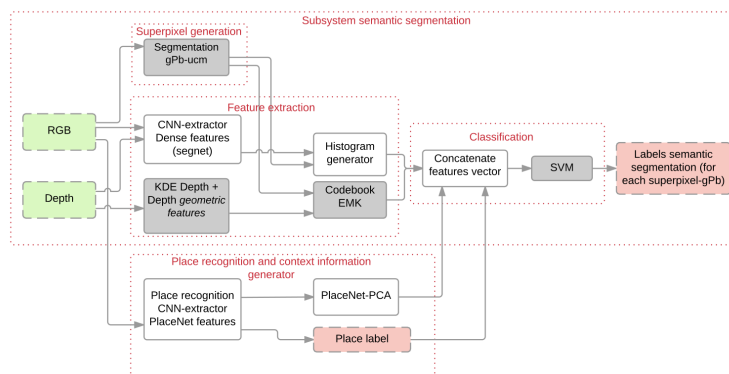 Subsystem semantic segmentation
Superpixel generation
Segmentation
gPb-ucm
Feature extraction
RGB
CNN-extractor
Dense features
(segnet)
Histogram
generator
Classification
Concatenate
features vector
SVM
Labels semantic
segmentation (for
each superpixel-gPb)
Depth
KDE Depth +
Depth geometric
features
Codebook
EMK
Place recognition and context information
generator
Place recognition
CNN-extractor
PlaceNet features
PlaceNet-PCA
Place label